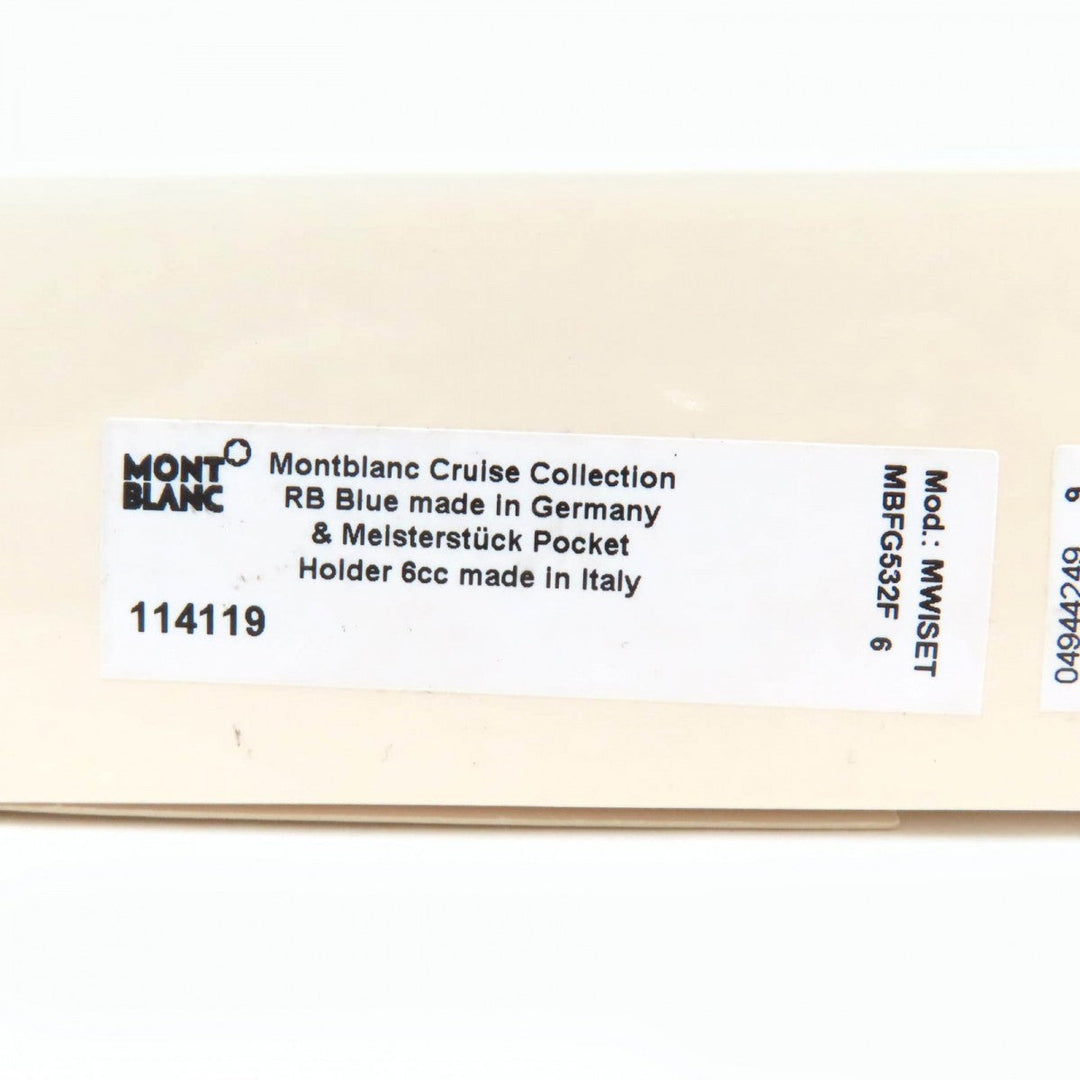 MONT
BLANC
Montblanc Cruise Collection
RB Blue made in Germany
& Meisterstück Pocket
Holder 6cc made in Italy
114119
Mod.: MWISET
MBFG532F 6
04944249 9